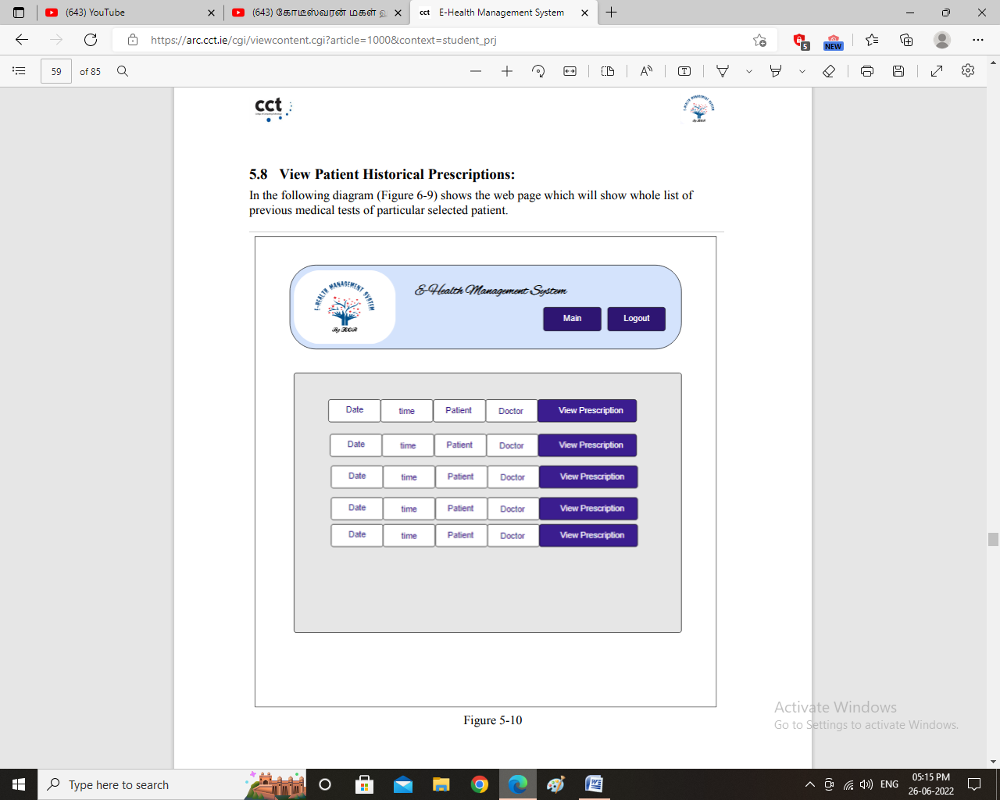 (643) YouTube
(643) கோடீஸ்வரன் மகள்
cct E-Health Management System
https://arc.cct.ie/cgi/viewcontent.cgi?article=1000&context=student_prj
5
NEW
59 of 85
cct
E-HEALTH MANAGEMENT SYSTEM
5.8 View Patient Historical Prescriptions:
In the following diagram (Figure 6-9) shows the web page which will show whole list of
previous medical tests of particular selected patient.
E-HEALTH MANAGEMENT SYSTEM
E-Health Management System
Main Logout
Date time Patient Doctor View Prescription
Date time Patient Doctor View Prescription
Date time Patient Doctor View Prescription
Date time Patient Doctor View Prescription
Date time Patient Doctor View Prescription
Figure 5-10
Activate Windows
Go to Settings to activate Windows.
Type here to search
ENG
05:15 PM
26-06-2022